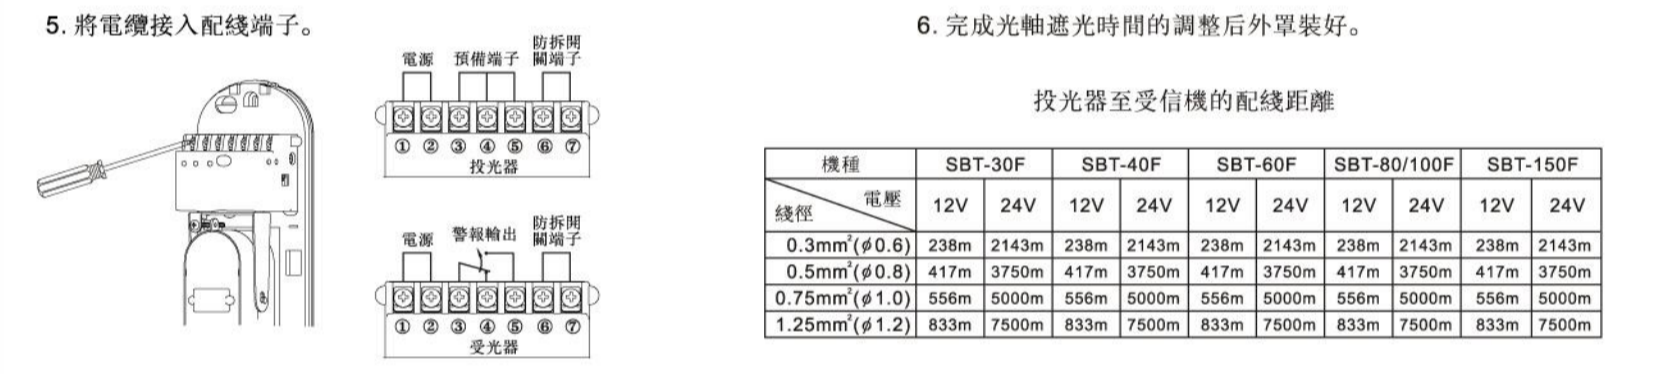 5. 將電纜接入配綫端子。
電源 預備端子 防拆開
關端子
① ② ③ ④ ⑤ ⑥ ⑦
投光器
電源 警報輸出 防拆開
關端子
① ② ③ ④ ⑤ ⑥ ⑦
受光器
6. 完成光軸遮光時間的調整后外罩裝好。
投光器至受信機的配綫距離
機種 SBT-30F SBT-40F SBT-60F SBT-80/100F SBT-150F
電壓
綫徑 12V 24V 12V 24V 12V 24V 12V 24V 12V 24V
0.3mm²(φ0.6) 238m 2143m 238m 2143m 238m 2143m 238m 2143m 238m 2143m
0.5mm²(φ0.8) 417m 3750m 417m 3750m 417m 3750m 417m 3750m 417m 3750m
0.75mm²(φ1.0) 556m 5000m 556m 5000m 556m 5000m 556m 5000m 556m 5000m
1.25mm²(φ1.2) 833m 7500m 833m 7500m 833m 7500m 833m 7500m 833m 7500m